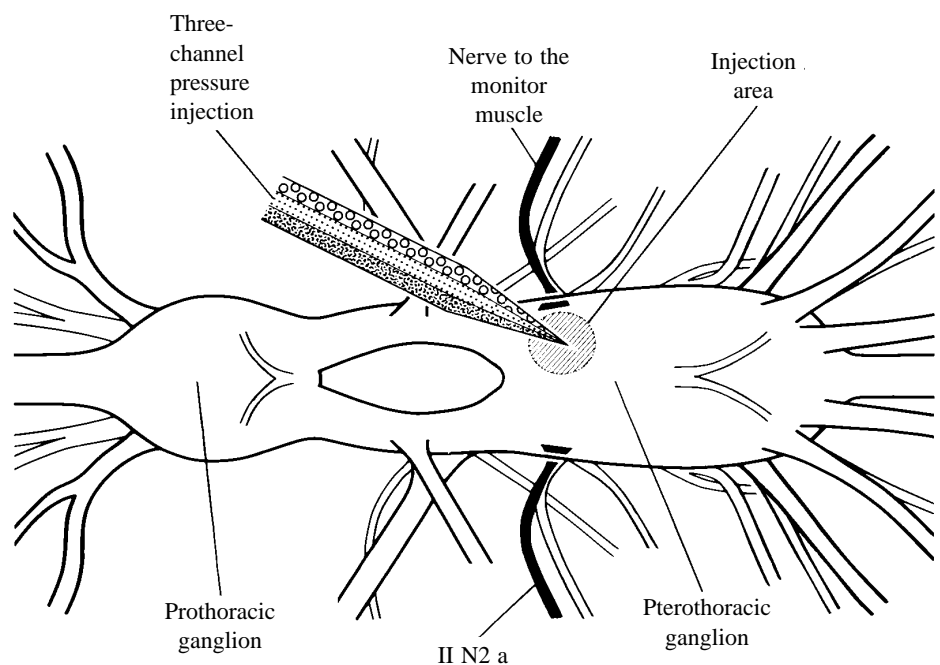 Three-
channel
pressure
injection
Nerve to the
monitor
muscle
Injection
area
Prothoracic
ganglion
II N2 a
Pterothoracic
ganglion